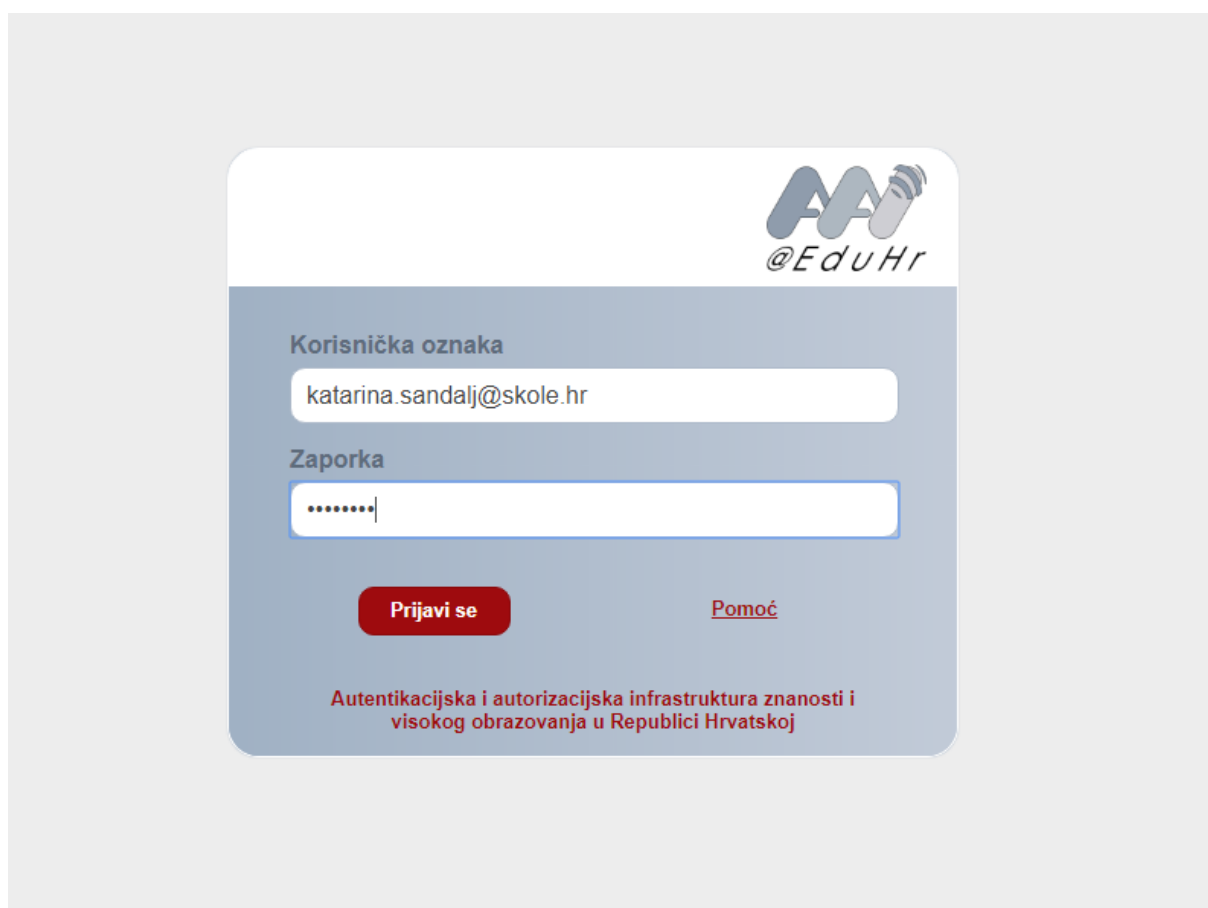 AAI
@EduHr
Korisnička oznaka
katarina.sandalj@skole.hr
Zaporka
••••••••
Prijavi se
Pomoć
Autentikacijska i autorizacijska infrastruktura znanosti i
visokog obrazovanja u Republici Hrvatskoj